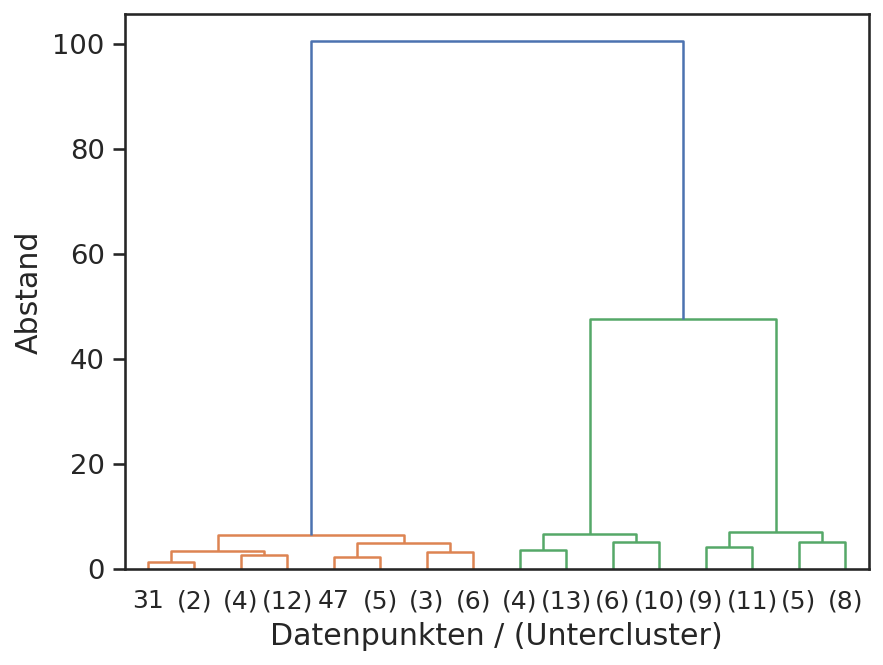 100
80
60
40
20
0
Abstand
31 (2) (4) (12) 47 (5) (3) (6) (4) (13) (6) (10) (9) (11) (5) (8)
Datenpunkten / (Untercluster)